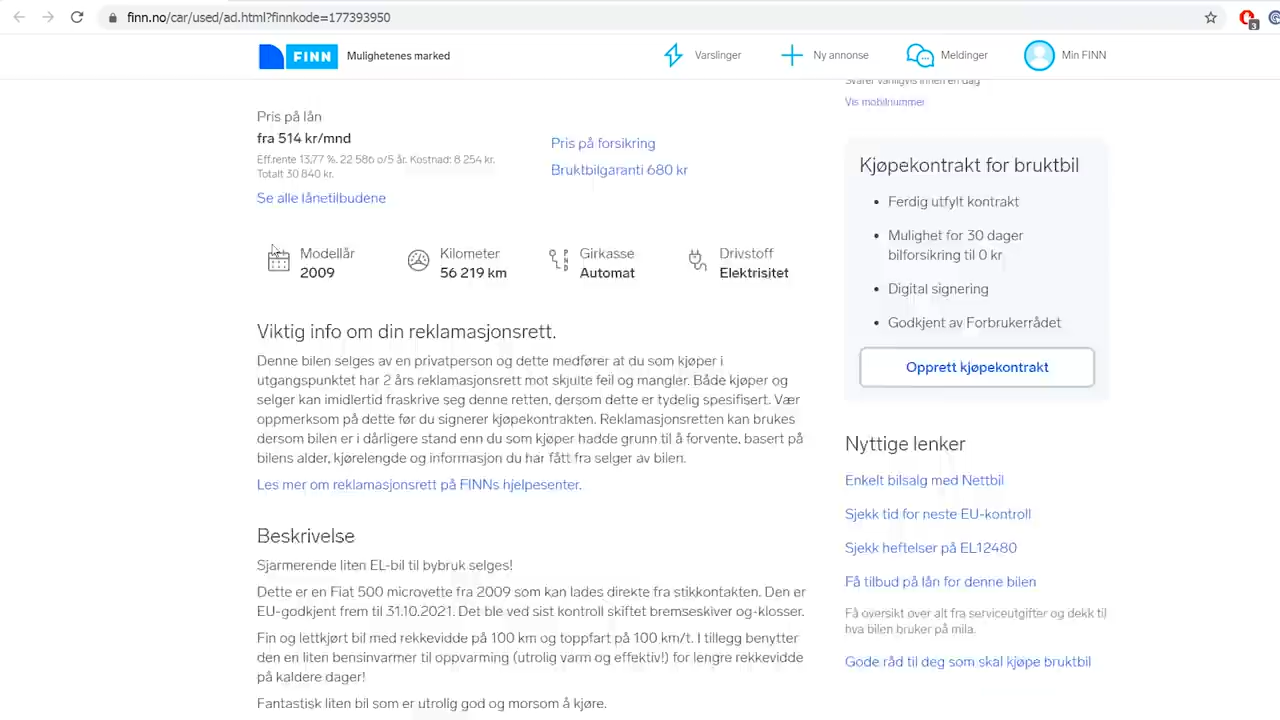 finn.no/car/used/ad.html?finnkode=177393950
3
FINN
Mulighetenes marked
Varslinger
Ny annonse
Meldinger
Min FINN
Svarer vanligvis innen en dag
Vis mobilnummer
Pris på lån
fra 514 kr/mnd
Eff.rente 13,77 %. 22 586 o/5 år. Kostnad: 8 254 kr.
Totalt 30 840 kr.
Se alle lånetilbudene
Pris på forsikring
Bruktbilgaranti 680 kr
Modellår
2009
Kilometer
56 219 km
Girkasse
Automat
Drivstoff
Elektrisitet
Viktig info om din reklamasjonsrett.
Denne bilen selges av en privatperson og dette medfører at du som kjøper i
utgangspunktet har 2 års reklamasjonsrett mot skjulte feil og mangler. Både kjøper og
selger kan imidlertid fraskrive seg denne retten, dersom dette er tydelig spesifisert. Vær
oppmerksom på dette før du signerer kjøpekontrakten. Reklamasjonsretten kan brukes
dersom bilen er i dårligere stand enn du som kjøper hadde grunn til å forvente, basert på
bilens alder, kjørelengde og informasjon du har fått fra selger av bilen.
Les mer om reklamasjonsrett på FINNs hjelpesenter.
Beskrivelse
Sjarmerende liten EL-bil til bybruk selges!
Dette er en Fiat 500 microvette fra 2009 som kan lades direkte fra stikkontakten. Den er
EU-godkjent frem til 31.10.2021. Det ble ved sist kontroll skiftet bremseskiver og-klosser.
Fin og lettkjørt bil med rekkevidde på 100 km og toppfart på 100 km/t. I tillegg benytter
den en liten bensinvarmer til oppvarming (utrolig varm og effektiv!) for lengre rekkevidde
på kaldere dager!
Fantastisk liten bil som er utrolig god og morsom å kjøre.
Kjøpekontrakt for bruktbil
• Ferdig utfylt kontrakt
• Mulighet for 30 dager
bilforsikring til 0 kr
• Digital signering
• Godkjent av Forbrukerrådet
Opprett kjøpekontrakt
Nyttige lenker
Enkelt bilsalg med Nettbil
Sjekk tid for neste EU-kontroll
Sjekk heftelser på EL12480
Få tilbud på lån for denne bilen
Få oversikt over alt fra serviceutgifter og dekk til
hva bilen bruker på mila.
Gode råd til deg som skal kjøpe bruktbil